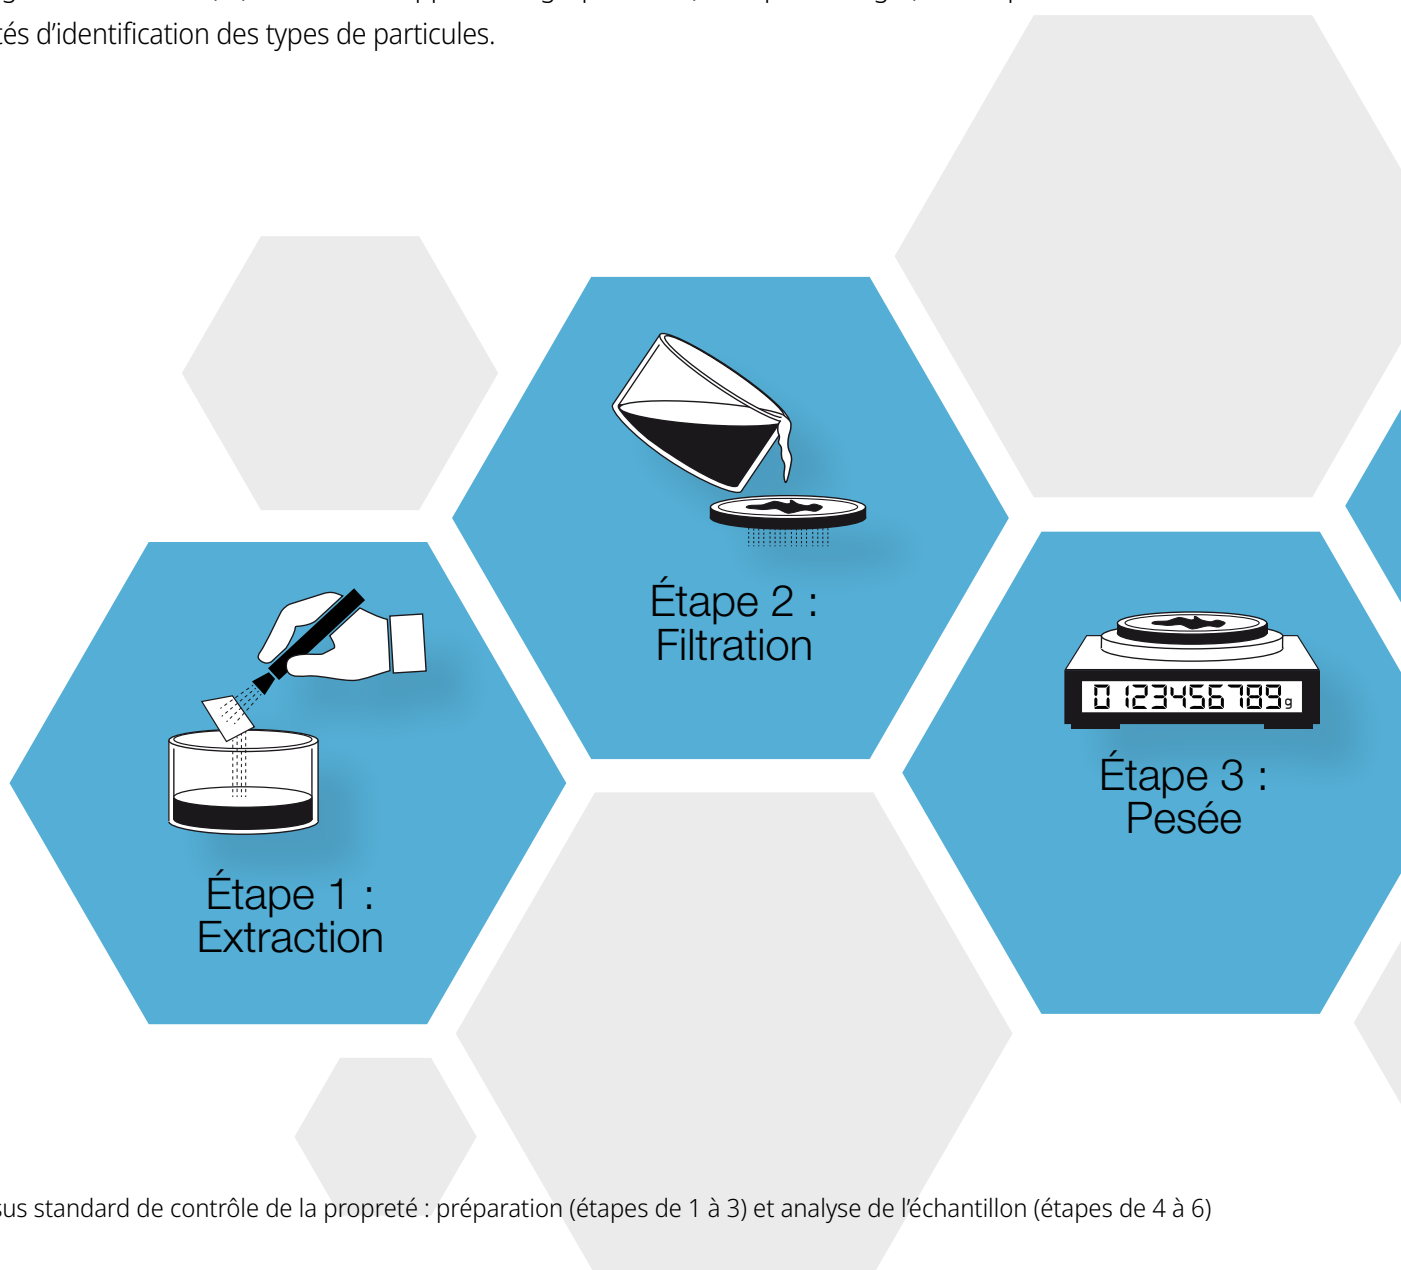 tés d’identification des types de particules.
Étape 2 :
Filtration
0 123456789g
Étape 3 :
Pesée
Étape 1 :
Extraction
sus standard de contrôle de la propreté : préparation (étapes de 1 à 3) et analyse de l’échantillon (étapes de 4 à 6)